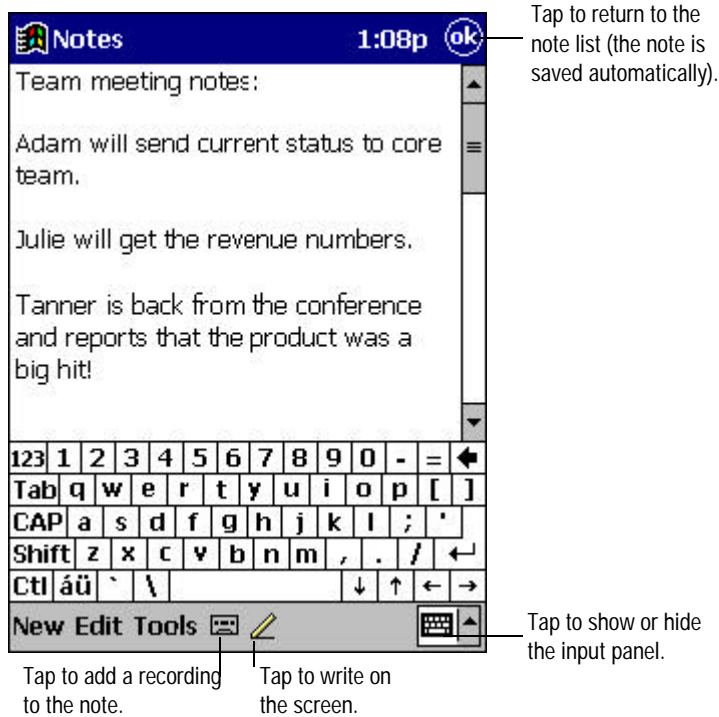 Notes 1:08p ok
Tap to return to the
note list (the note is
saved automatically).
Team meeting notes:
Adam will send current status to core
team.
Julie will get the revenue numbers.
Tanner is back from the conference
and reports that the product was a
big hit!
123 1 2 3 4 5 6 7 8 9 0 - =
Tab q w e r t y u i o p [ ]
CAP a s d f g h j k l ; '
Shift z x c v b n m , . /
Ctl áü ` \ ↓ ↑ ← →
New Edit Tools
Tap to show or hide
the input panel.
Tap to add a recording
to the note.
Tap to write on
the screen.